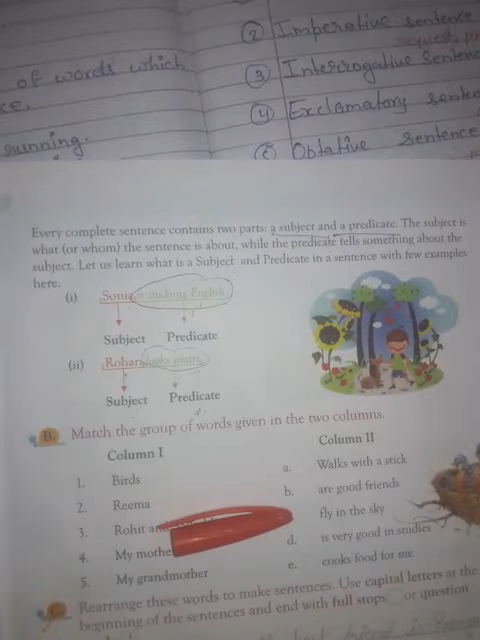 ② Imperative sentence
of words which
③ Interrogative Sentence
④ Exclamatory senten
running.
Optative sentence
Every complete sentence contains two parts: a subject and a predicate. The subject is
what (or whom) the sentence is about, while the predicate tells something about the
subject. Let us learn what is a Subject and Predicate in a sentence with few examples
here.
(i) Sonia is studying English.
Subject Predicate
(ii) Rohan
Subject Predicate
B. Match the group of words given in the two columns.
Column I Column II
1. Birds a. Walks with a stick
2. Reema b. are good friends
3. Rohit and fly in the sky
4. My mothe d. is very good in studies
5. My grandmother e. cooks food for me
C Rearrange these words to make sentences. Use capital letters at the
beginning of the sentences and end with full stops or question